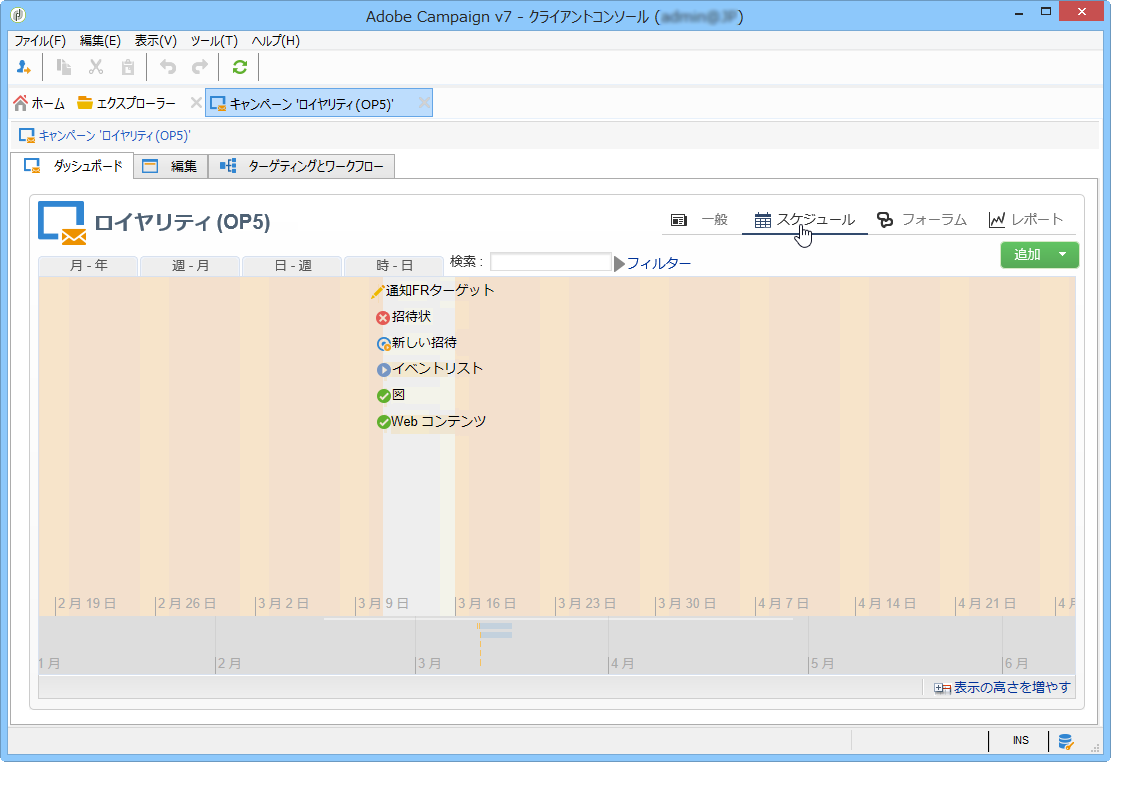 Adobe Campaign v7 - クライアントコンソール (
ファイル(F) 編集(E) 表示(V) ツール(T) ヘルプ(H)
ホーム エクスプローラー キャンペーン 'ロイヤリティ(OP5)'
キャンペーン 'ロイヤリティ(OP5)'
ダッシュボード 編集 ターゲティングとワークフロー
ロイヤリティ (OP5) 一般 スケジュール フォーラム レポート
追加
月 - 年 週 - 月 日 - 週 時 - 日 検索 : フィルター
通知FRターゲット
招待状
新しい招待
イベントリスト
図
Web コンテンツ
2 月 19 日 2 月 26 日 3 月 2 日 3 月 9 日 3 月 16 日 3 月 23 日 3 月 30 日 4 月 7 日 4 月 14 日 4 月 21 日 4 月
1 月 2 月 3 月 4 月 5 月 6 月
表示の高さを増やす
INS